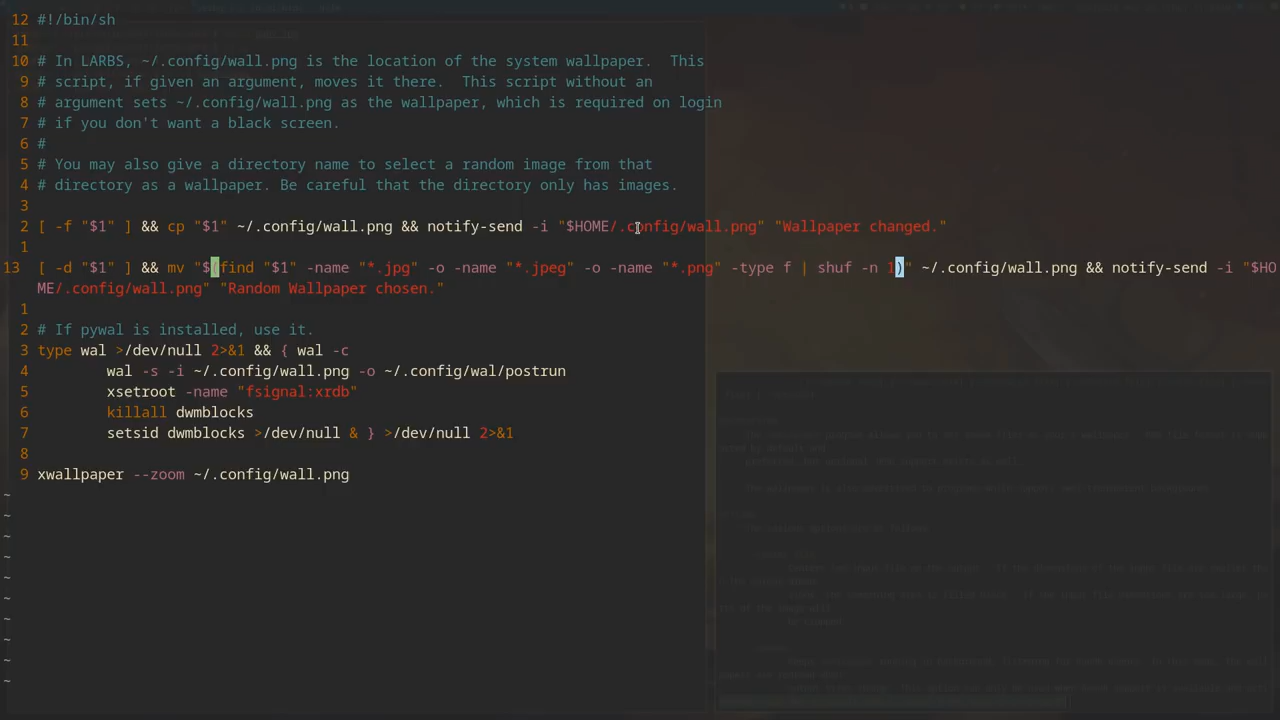 12 #!/bin/sh
11
10 # In LARBS, ~/.config/wall.png is the location of the system wallpaper.  This
9 # script, if given an argument, moves it there.  This script without an
8 # argument sets ~/.config/wall.png as the wallpaper, which is required on login
7 # if you don't want a black screen.
6 #
5 # You may also give a directory name to select a random image from that
4 # directory as a wallpaper. Be careful that the directory only has images.
3
2 [ -f "$1" ] && cp "$1" ~/.config/wall.png && notify-send -i "$HOME/.config/wall.png" "Wallpaper changed."
1
13 [ -d "$1" ] && mv "$(find "$1" -name "*.jpg" -o -name "*.jpeg" -o -name "*.png" -type f | shuf -n 1)" ~/.config/wall.png && notify-send -i "$HO
ME/.config/wall.png" "Random Wallpaper chosen."
1
2 # If pywal is installed, use it.
3 type wal >/dev/null 2>&1 && { wal -c
4         wal -s -i ~/.config/wall.png -o ~/.config/wal/postrun
5         xsetroot -name "fsignal:xrdb"
6         killall dwmblocks
7         setsid dwmblocks >/dev/null & } >/dev/null 2>&1
8
9 xwallpaper --zoom ~/.config/wall.png
~
~
~
~
~
~
~
~
~
~